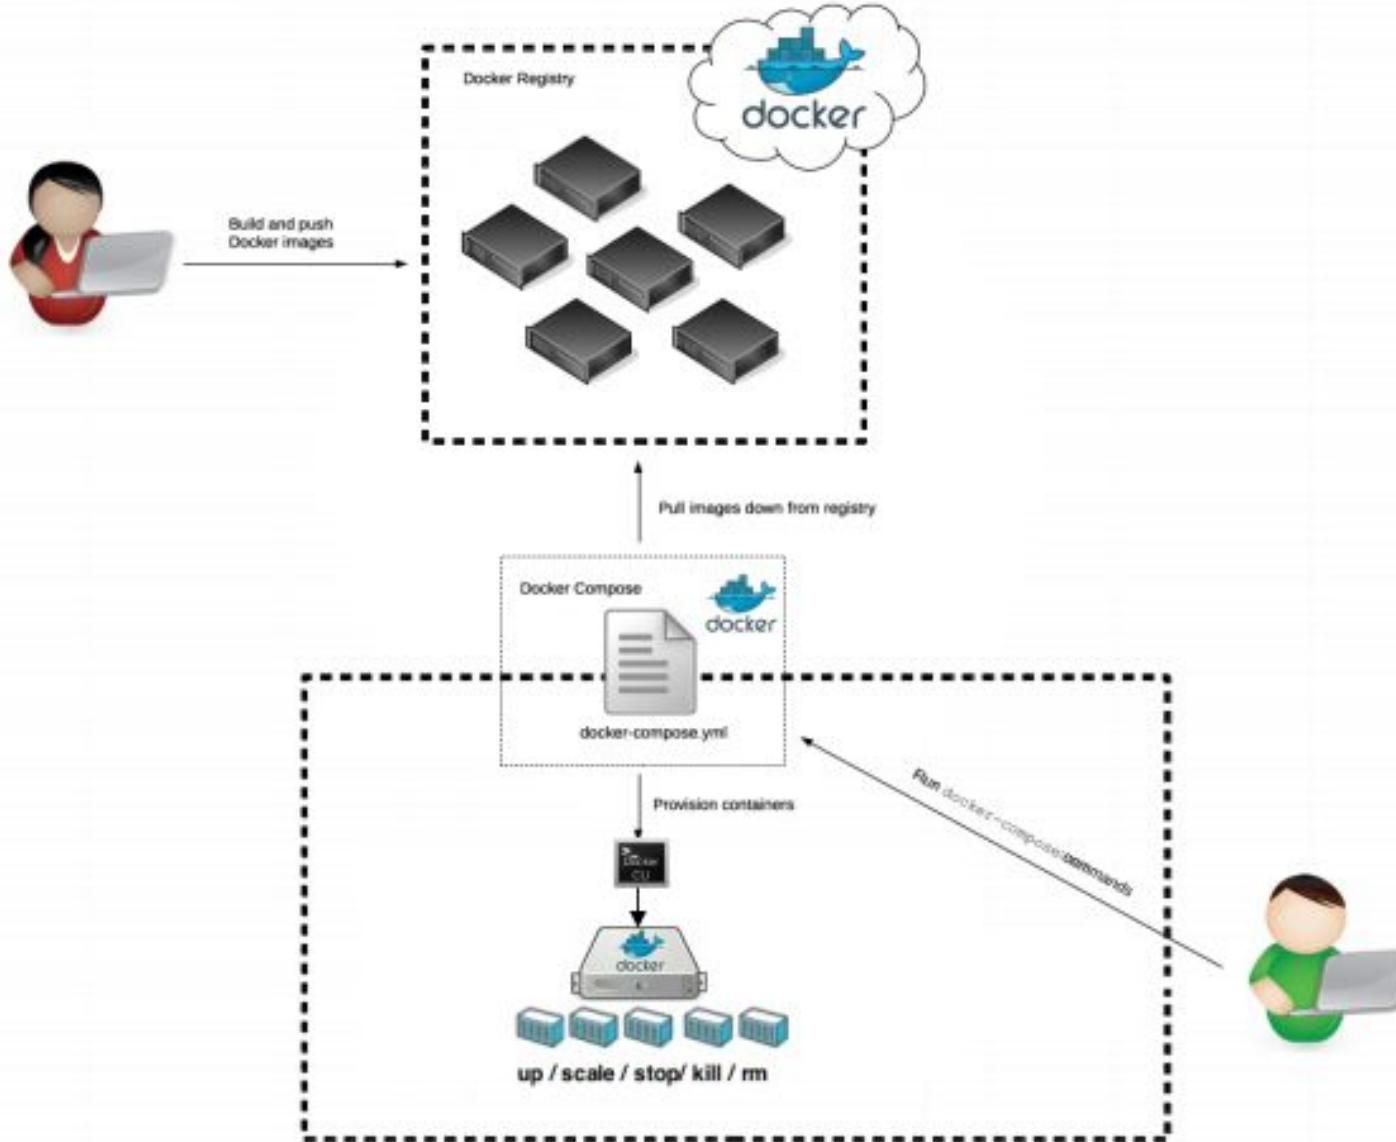 Docker Registry
docker
Build and push
Docker images
Pull images down from registry
Docker Compose
docker
docker-compose.yml
Provision containers
Run docker-compose commands
>_
Docker
CLI
docker
up / scale / stop/ kill / rm